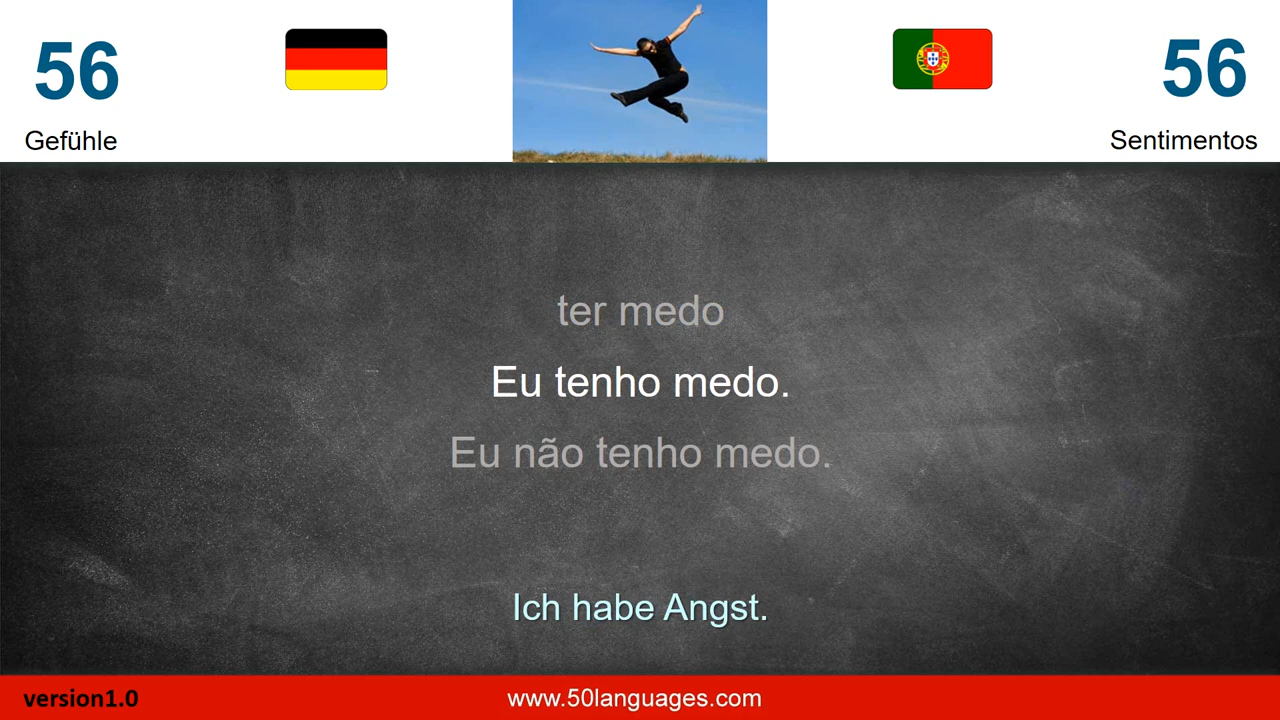 56
56
Gefühle
Sentimentos
ter medo
Eu tenho medo.
Eu não tenho medo.
Ich habe Angst.
version1.0
www.50languages.com